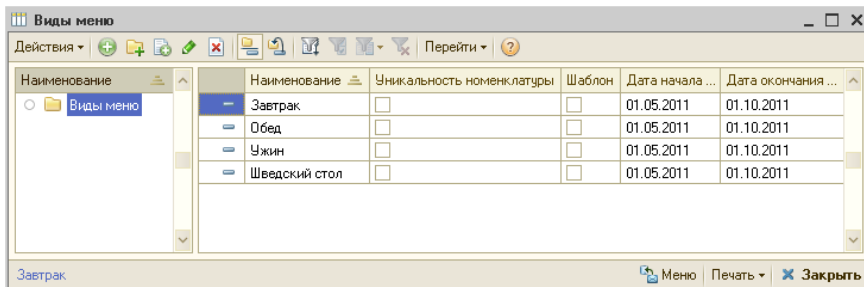 Виды меню
Действия Перейти
Наименование
Виды меню
Наименование Уникальность номенклатуры Шаблон Дата начала ... Дата окончания ...
Завтрак 01.05.2011 01.10.2011
Обед 01.05.2011 01.10.2011
Ужин 01.05.2011 01.10.2011
Шведский стол 01.05.2011 01.10.2011
Завтрак Меню Печать Закрыть